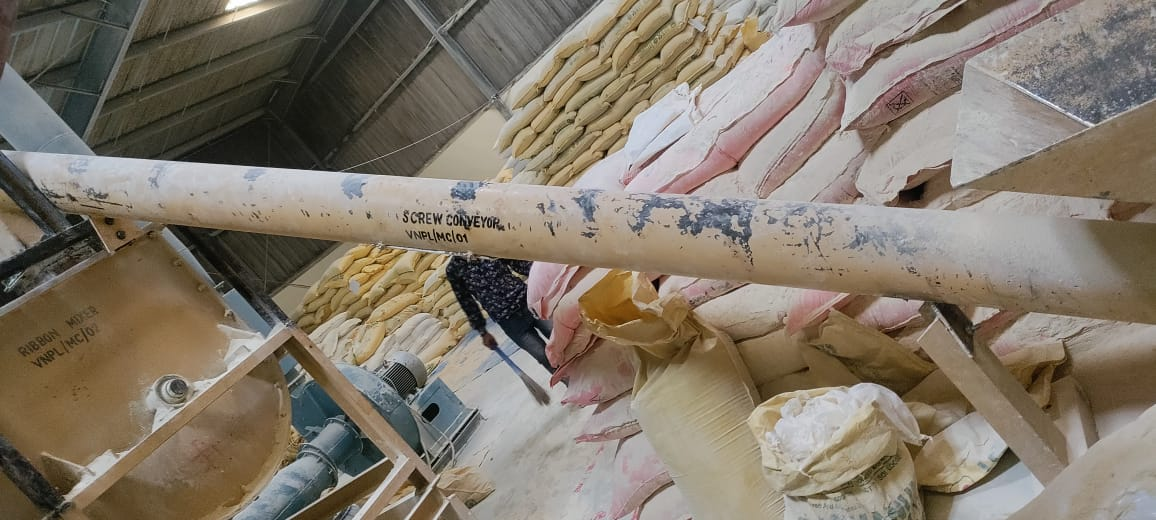 SCREW CONVEYOR
VNPL/MC/01
RIBBON MIXER
VNPL/MC/02